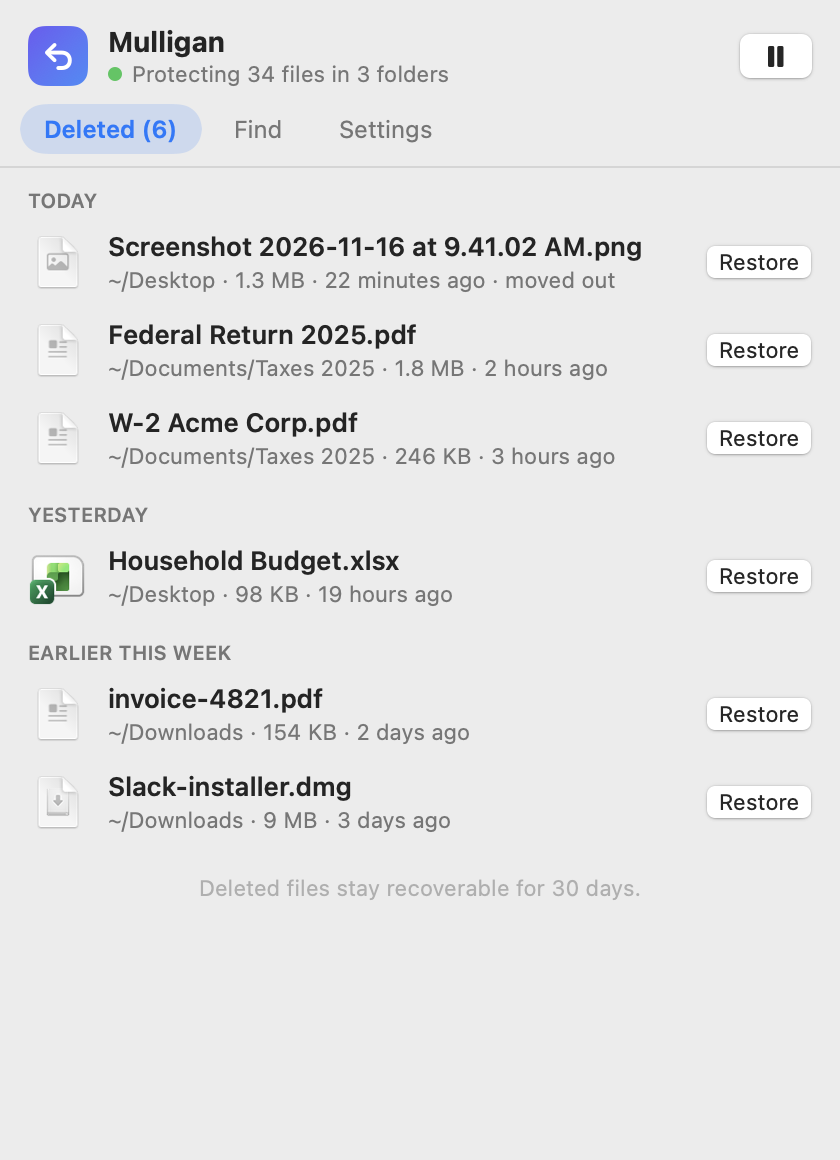 Mulligan
Protecting 34 files in 3 folders
Deleted (6)
Find
Settings
TODAY
Screenshot 2026-11-16 at 9.41.02 AM.png
~/Desktop · 1.3 MB · 22 minutes ago · moved out
Restore
Federal Return 2025.pdf
~/Documents/Taxes 2025 · 1.8 MB · 2 hours ago
Restore
W-2 Acme Corp.pdf
~/Documents/Taxes 2025 · 246 KB · 3 hours ago
Restore
YESTERDAY
Household Budget.xlsx
~/Desktop · 98 KB · 19 hours ago
X
Restore
EARLIER THIS WEEK
invoice-4821.pdf
~/Downloads · 154 KB · 2 days ago
Restore
Slack-installer.dmg
~/Downloads · 9 MB · 3 days ago
Restore
Deleted files stay recoverable for 30 days.